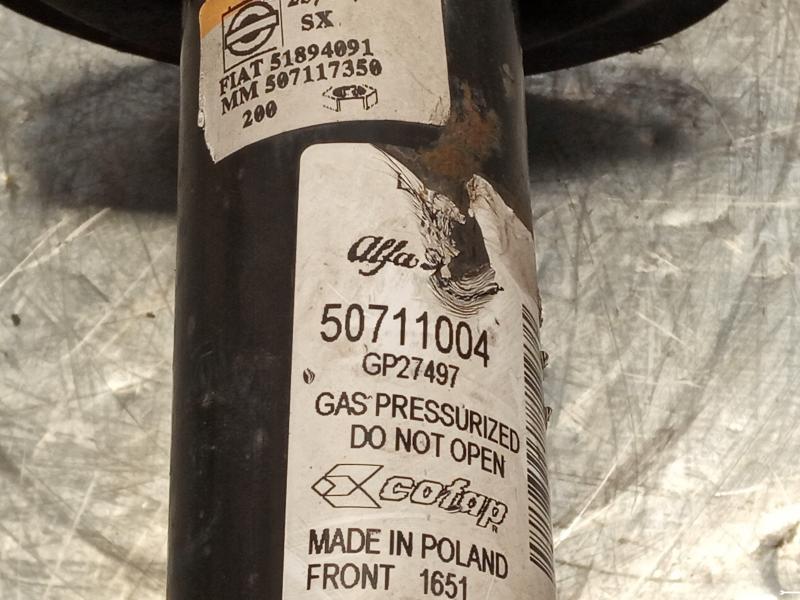 SX
FIAT 51894091
MM 507117350
200
alfa
50711004
GP27497
GAS PRESSURIZED
DO NOT OPEN
cofap
MADE IN POLAND
FRONT 1651